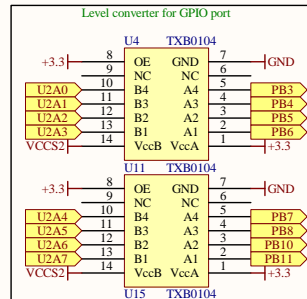 Level converter for GPIO port
U4 TXB0104
+3.3 8 OE GND 7 GND
9 NC NC 6
U2A0 10 B4 A4 5 PB3
U2A1 11 B3 A3 4 PB4
U2A2 12 B2 A2 3 PB5
U2A3 13 B1 A1 2 PB6
VCCS2 14 VccB VccA 1 +3.3
U11 TXB0104
+3.3 8 OE GND 7 GND
9 NC NC 6
U2A4 10 B4 A4 5 PB7
U2A5 11 B3 A3 4 PB8
U2A6 12 B2 A2 3 PB10
U2A7 13 B1 A1 2 PB11
VCCS2 14 VccB VccA 1 +3.3
U15 TXB0104